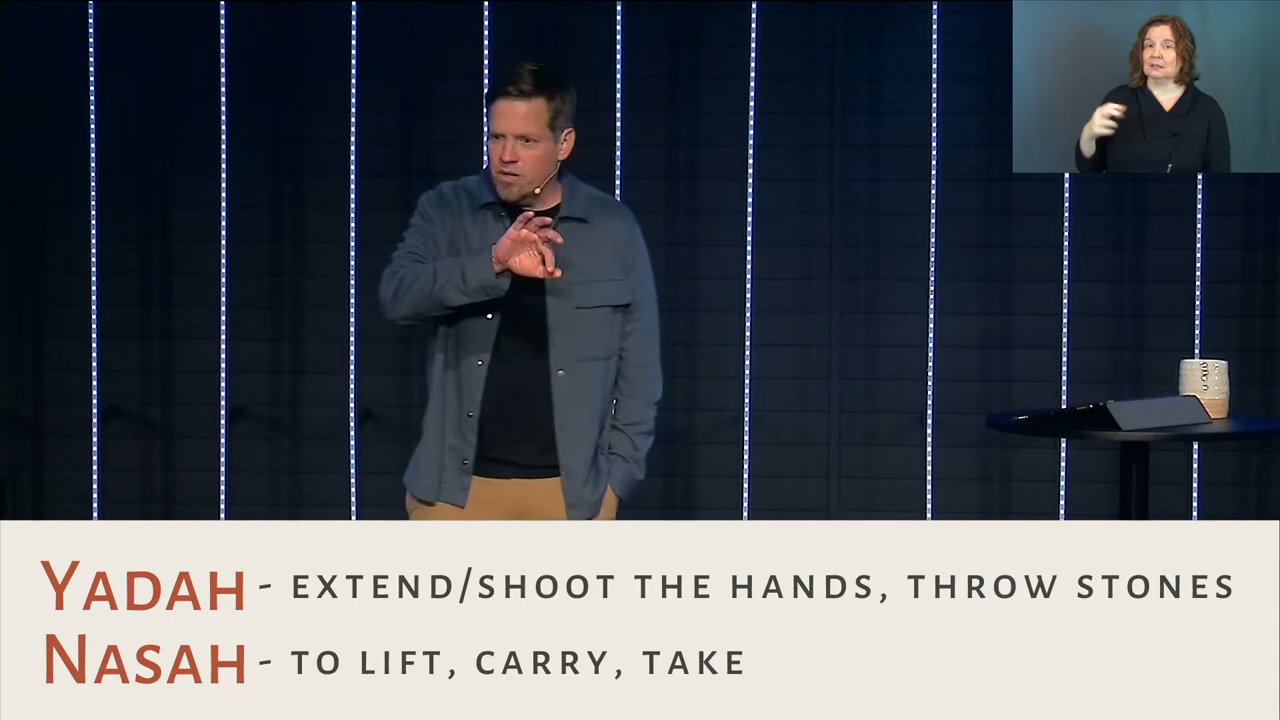 Yadah - extend/shoot the hands, throw stones
Nasah - to lift, carry, take